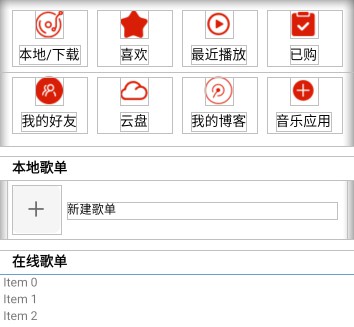 本地/下载 喜欢 最近播放 已购
我的好友 云盘 我的博客 音乐应用
本地歌单
新建歌单
在线歌单
Item 0
Item 1
Item 2